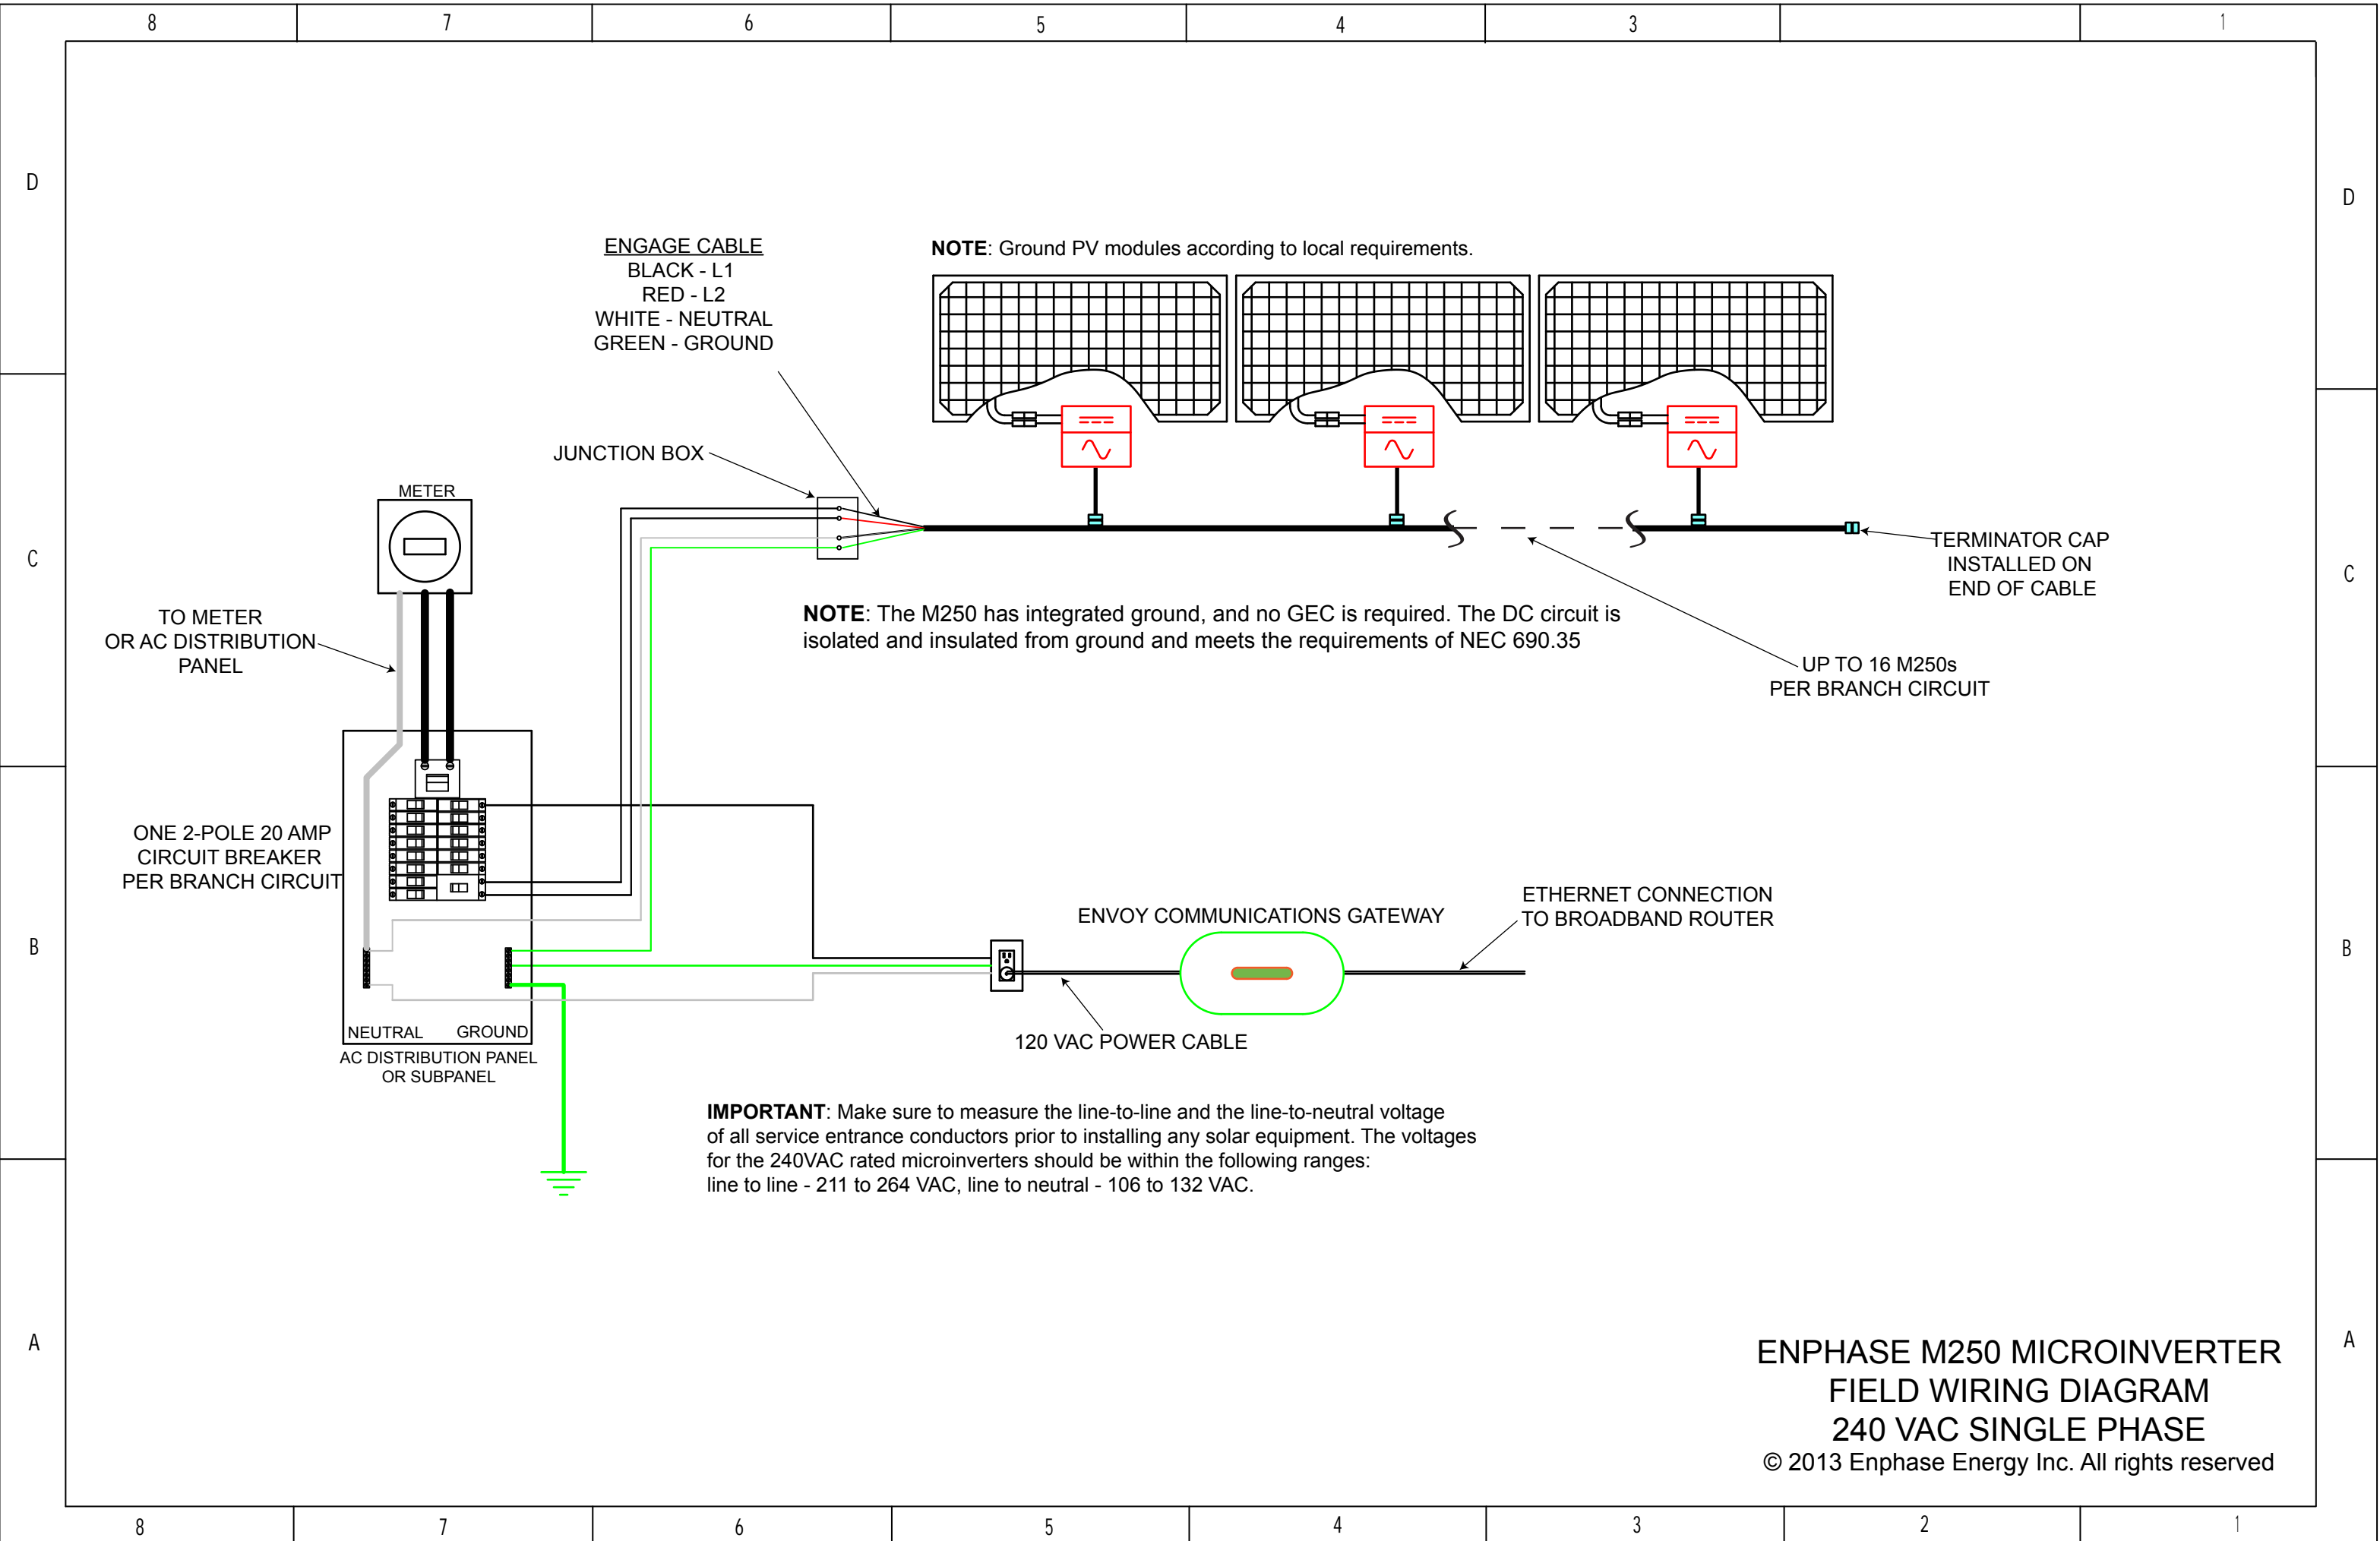 8 7 6 5 4 3 1
D
D
ENGAGE CABLE
BLACK - L1
RED - L2
WHITE - NEUTRAL
GREEN - GROUND
NOTE: Ground PV modules according to local requirements.
JUNCTION BOX
METER
C
C
TERMINATOR CAP
INSTALLED ON
END OF CABLE
TO METER
OR AC DISTRIBUTION
PANEL
NOTE: The M250 has integrated ground, and no GEC is required. The DC circuit is
isolated and insulated from ground and meets the requirements of NEC 690.35
UP TO 16 M250s
PER BRANCH CIRCUIT
ONE 2-POLE 20 AMP
CIRCUIT BREAKER
PER BRANCH CIRCUIT
B
B
ENVOY COMMUNICATIONS GATEWAY
ETHERNET CONNECTION
TO BROADBAND ROUTER
120 VAC POWER CABLE
NEUTRAL GROUND
AC DISTRIBUTION PANEL
OR SUBPANEL
IMPORTANT: Make sure to measure the line-to-line and the line-to-neutral voltage
of all service entrance conductors prior to installing any solar equipment. The voltages
for the 240VAC rated microinverters should be within the following ranges:
line to line - 211 to 264 VAC, line to neutral - 106 to 132 VAC.
A
A
ENPHASE M250 MICROINVERTER
FIELD WIRING DIAGRAM
240 VAC SINGLE PHASE
© 2013 Enphase Energy Inc. All rights reserved
8 7 6 5 4 3 2 1